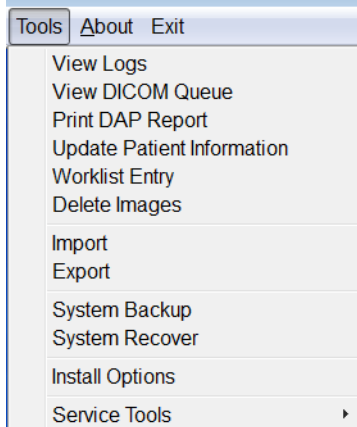 Tools About Exit
View Logs
View DICOM Queue
Print DAP Report
Update Patient Information
Worklist Entry
Delete Images
Import
Export
System Backup
System Recover
Install Options
Service Tools